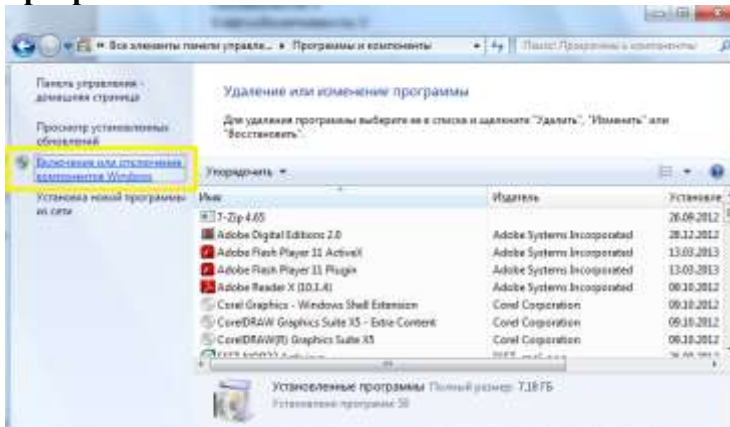 Все элементы панели управле... Программы и компоненты
Поиск: Программы и компоненты
Панель управления -
домашняя страница
Просмотр установленных
обновлений
Включение или отключение
компонентов Windows
Установка новой программы
из сети
Удаление или изменение программы
Для удаления программы выберите ее в списке и щелкните "Удалить", "Изменить" или
"Восстановить".
Упорядочить
Имя Издатель Установле
7-Zip 4.65 26.09.2012
Adobe Digital Editions 2.0 Adobe Systems Incorporated 28.12.2012
Adobe Flash Player 11 ActiveX Adobe Systems Incorporated 13.03.2013
Adobe Flash Player 11 Plugin Adobe Systems Incorporated 13.03.2013
Adobe Reader X (10.1.4) Adobe Systems Incorporated 09.10.2012
Corel Graphics - Windows Shell Extension Corel Corporation 09.10.2012
CorelDRAW Graphics Suite X5 - Extra Content Corel Corporation 09.10.2012
CorelDRAW(R) Graphics Suite X5 Corel Corporation 09.10.2012
Установленные программы Полный размер: 7,18 ГБ
Установлено программ: 58